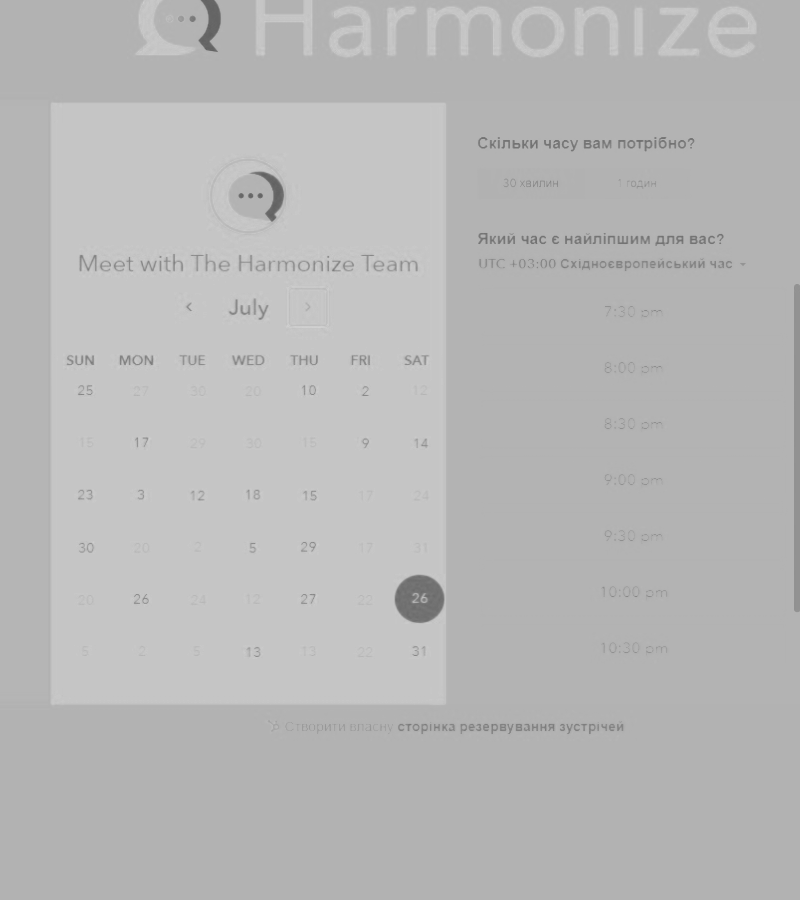 Harmonize
Meet with The Harmonize Team
July
SUN MON TUE WED THU FRI SAT
25 27 30 20 10 2 12
15 17 29 30 15 9 14
23 3 12 18 15 17 24
30 20 2 5 29 17 31
20 26 24 12 27 22 26
5 2 5 13 13 22 31
Скільки часу вам потрібно?
30 хвилин 1 годин
Який час є найліпшим для вас?
UTC +03:00 Східноєвропейський час
7:30 pm
8:00 pm
8:30 pm
9:00 pm
9:30 pm
10:00 pm
10:30 pm
Створити власну сторінка резервування зустрічей